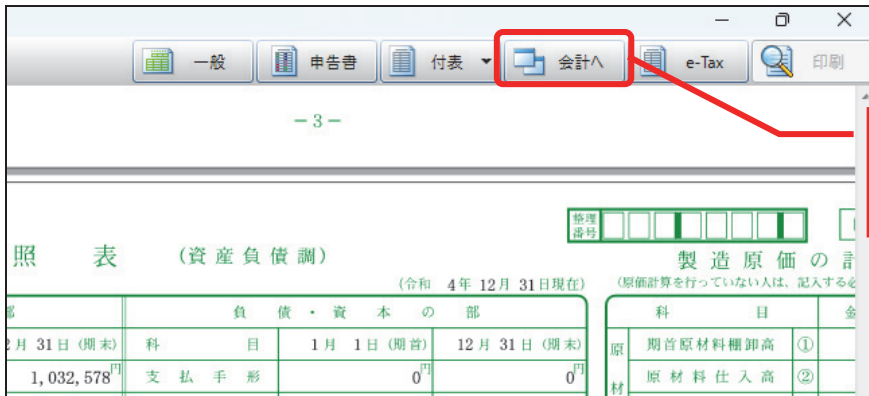 一般 申告書 付表 会計へ e-Tax 印刷
－3－
整理番号
照 表 (資産負債調) 製造原価の
(令和 4年 12月 31日現在) (原価計算を行っていない人は、記入する
負債・資本の部 科 目
月 31日 (期末) 科 目 1月 1日 (期首) 12月 31日 (期末) 原 期首原材料棚卸高 ①
1,032,578円 支払手形 0円 0円 材 原材料仕入高 ②